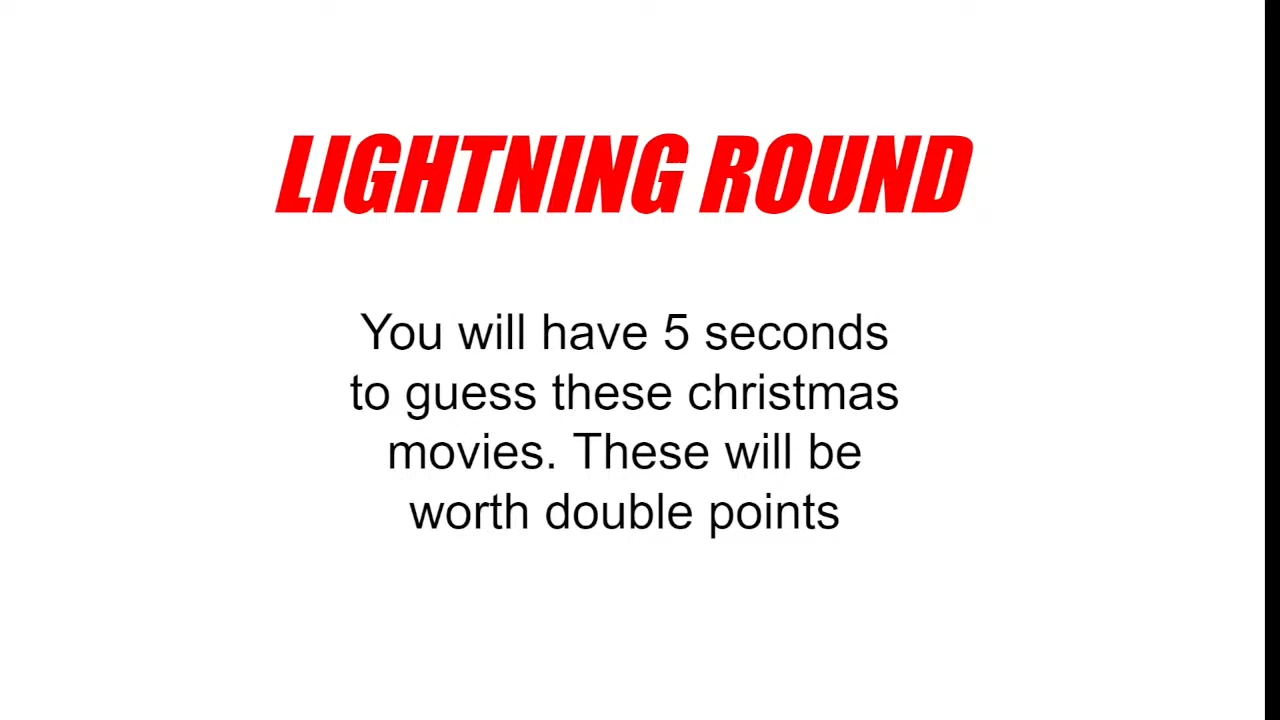 LIGHTNING ROUND
You will have 5 seconds
to guess these christmas
movies. These will be
worth double points